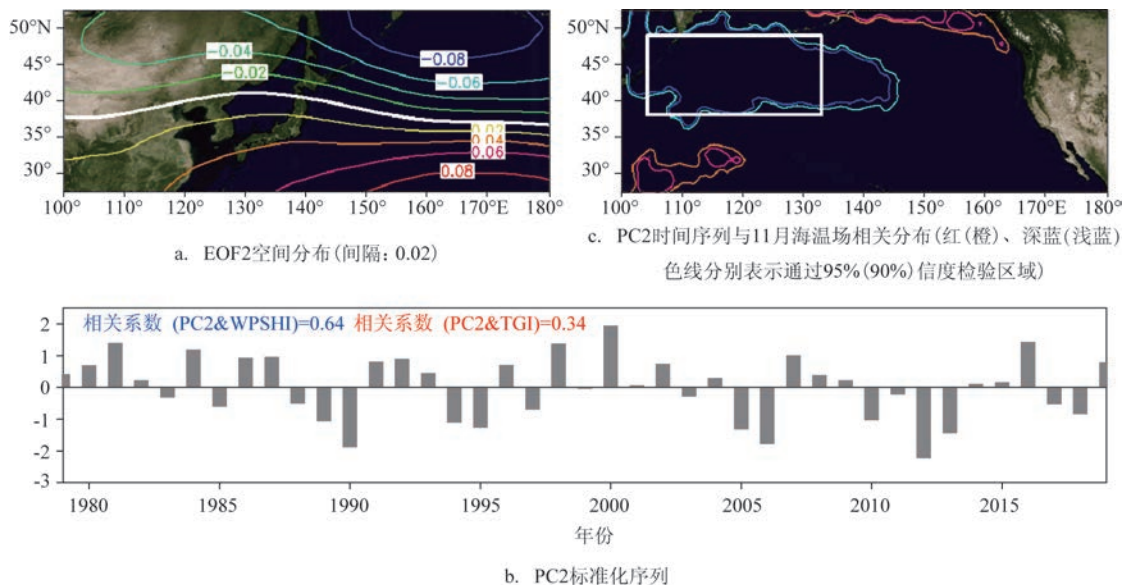 50°N
45°
40°
35°
30°
-0.04
-0.02
-0.08
-0.06
0.02
0.04
0.06
0.08
100° 110° 120° 130° 140° 150° 160° 170°E 180°
a. EOF2空间分布(间隔: 0.02)
50°N
45°
40°
35°
30°
100° 110° 120° 130° 140° 150° 160° 170°E 180°
c. PC2时间序列与11月海温场相关分布(红(橙)、深蓝(浅蓝)
色线分别表示通过95%(90%)信度检验区域)
相关系数 (PC2&WPSHI)=0.64 相关系数 (PC2&TGI)=0.34
2
1
0
-1
-2
-3
1980 1985 1990 1995 2000 2005 2010 2015
年份
b. PC2标准化序列